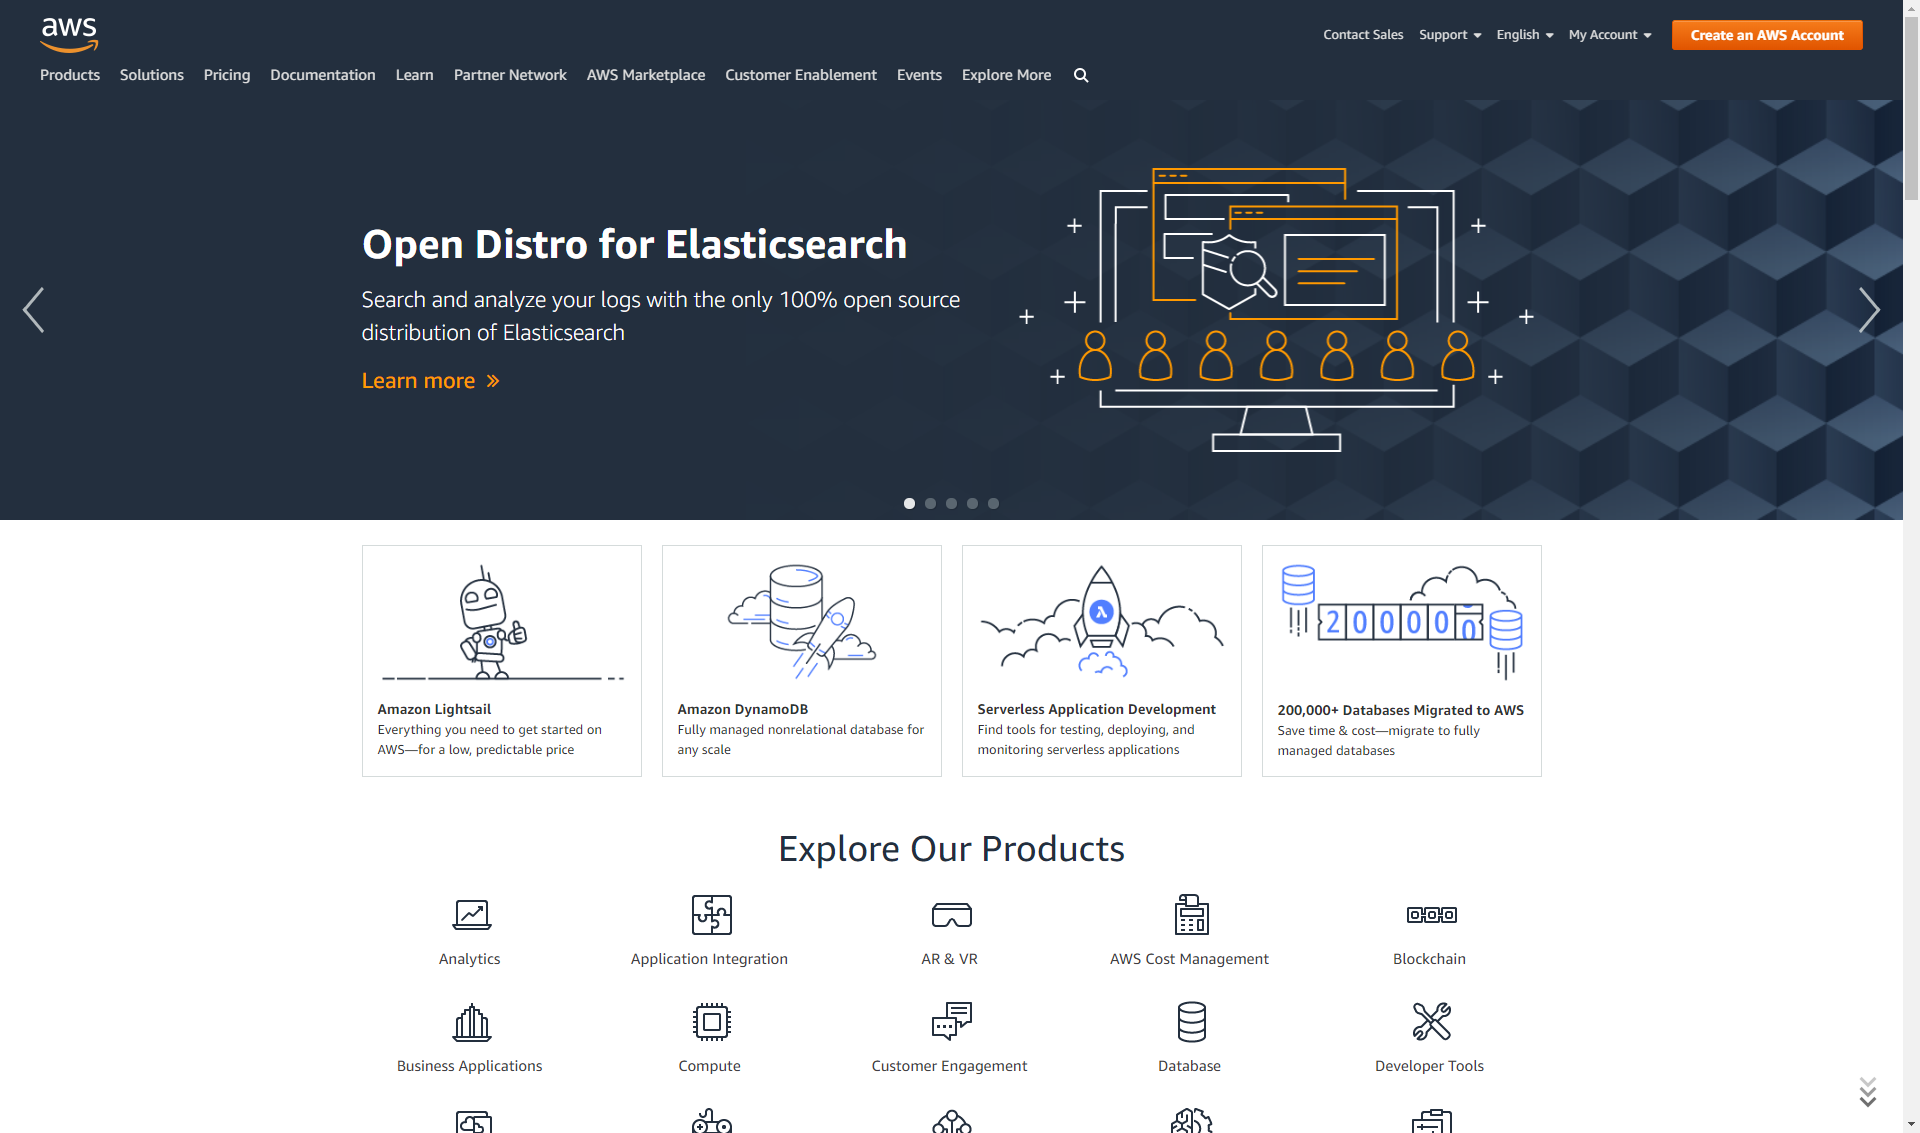 aws
Contact Sales Support English My Account Create an AWS Account
Products Solutions Pricing Documentation Learn Partner Network AWS Marketplace Customer Enablement Events Explore More
Open Distro for Elasticsearch
Search and analyze your logs with the only 100% open source
distribution of Elasticsearch
Learn more »
200000
Amazon Lightsail
Everything you need to get started on
AWS—for a low, predictable price
Amazon DynamoDB
Fully managed nonrelational database for
any scale
Serverless Application Development
Find tools for testing, deploying, and
monitoring serverless applications
200,000+ Databases Migrated to AWS
Save time & cost—migrate to fully
managed databases
Explore Our Products
Analytics Application Integration AR & VR AWS Cost Management Blockchain
Business Applications Compute Customer Engagement Database Developer Tools